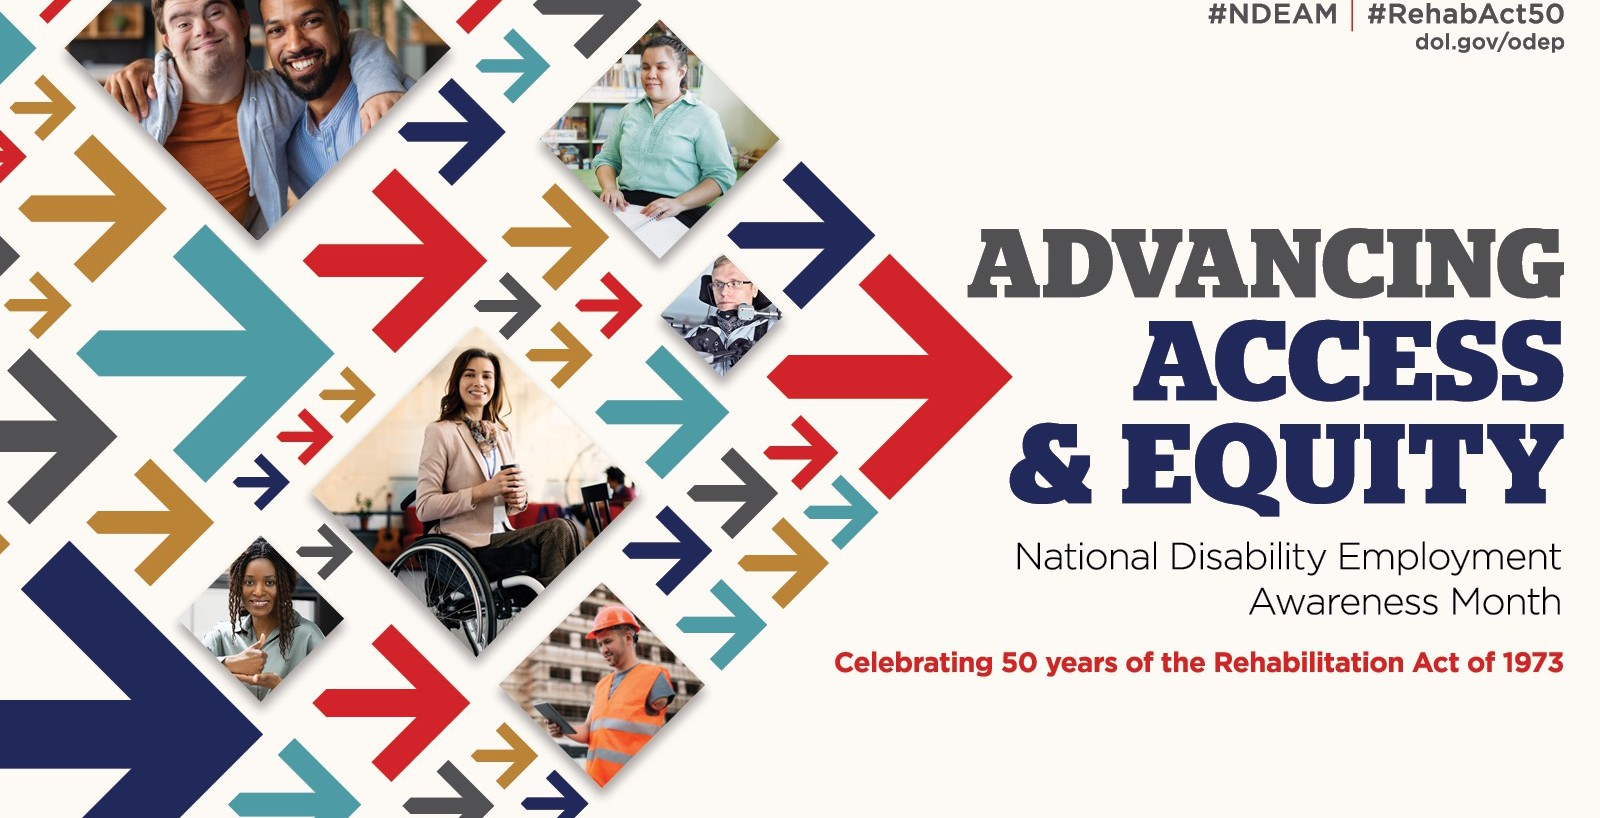 #NDEAM | #RehabAct50
dol.gov/odep
ADVANCING
ACCESS
& EQUITY
National Disability Employment
Awareness Month
Celebrating 50 years of the Rehabilitation Act of 1973